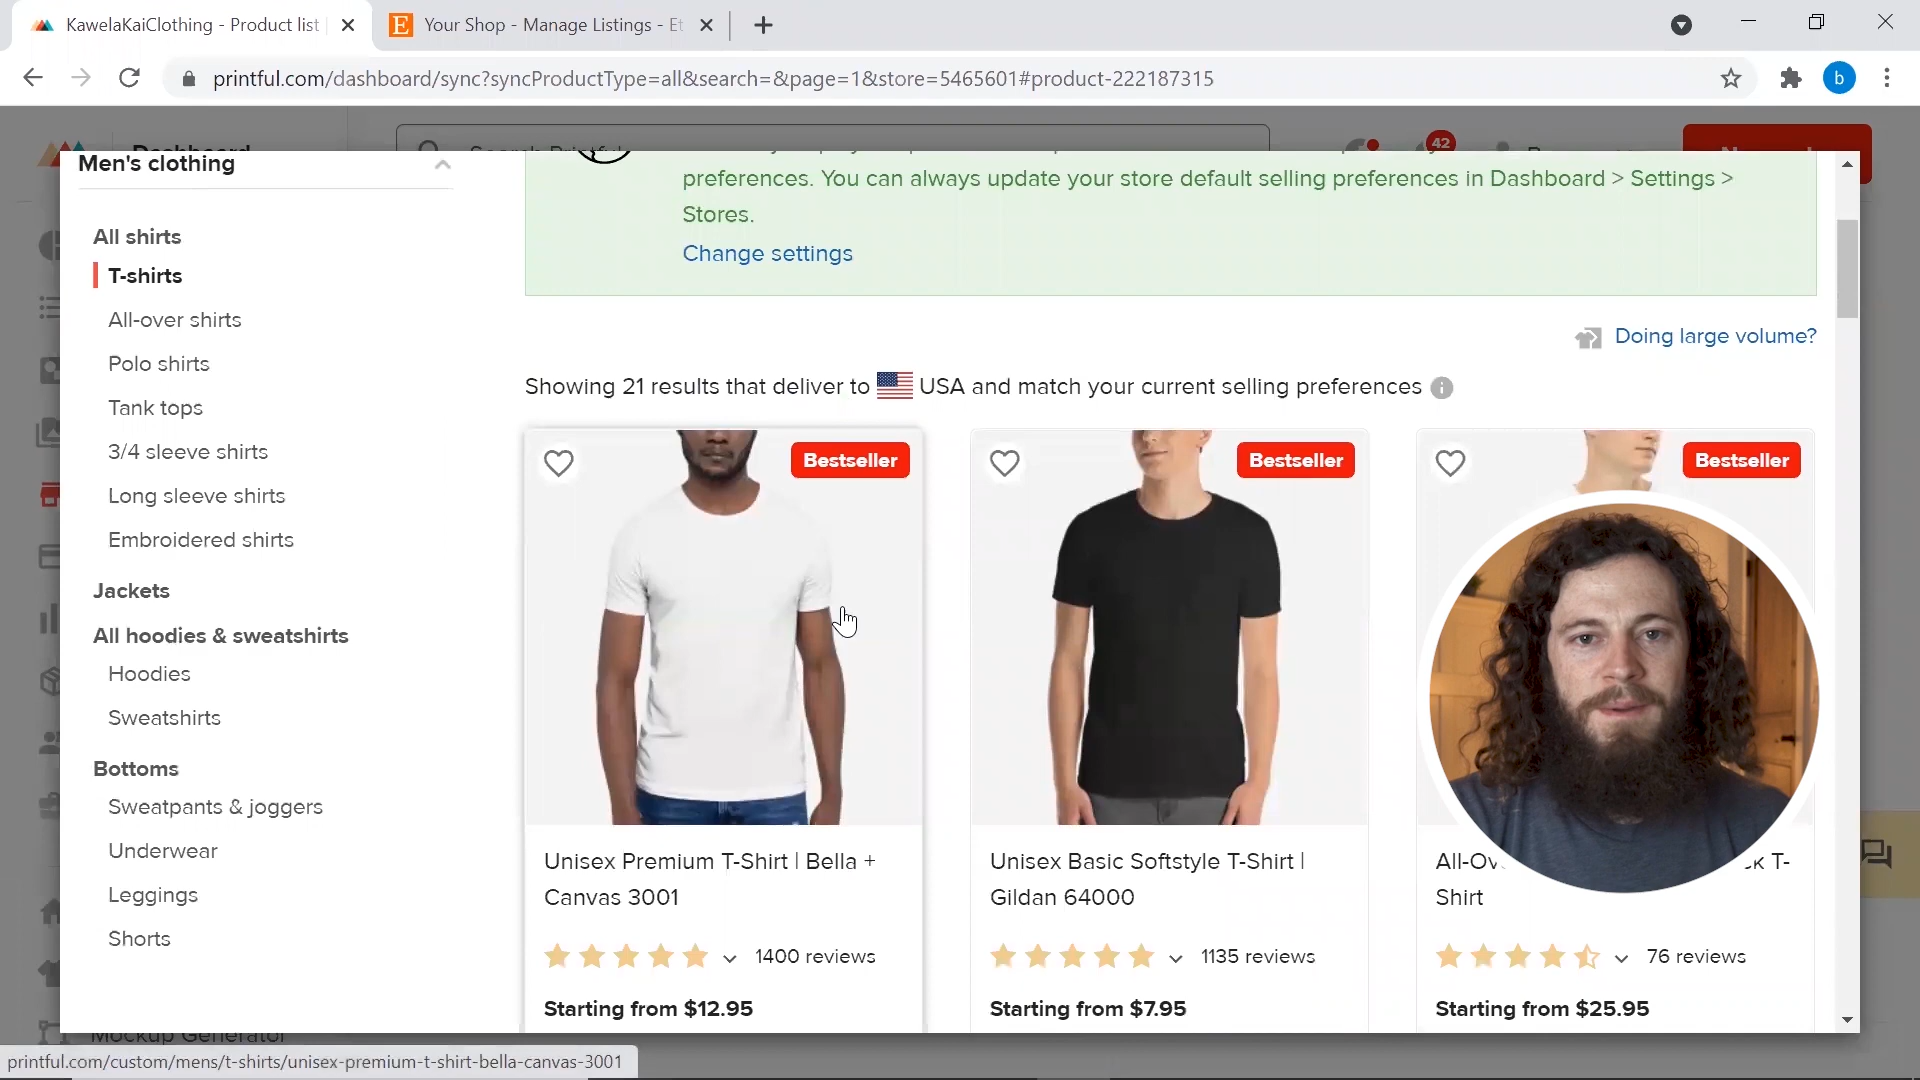 KawelaKaiClothing - Product list
Your Shop - Manage Listings - Et
printful.com/dashboard/sync?syncProductType=all&search=&page=1&store=5465601#product-222187315
b
Dashboard
Search Printful
42
Men's clothing
All shirts
T-shirts
All-over shirts
Polo shirts
Tank tops
3/4 sleeve shirts
Long sleeve shirts
Embroidered shirts
Jackets
All hoodies & sweatshirts
Hoodies
Sweatshirts
Bottoms
Sweatpants & joggers
Underwear
Leggings
Shorts
preferences. You can always update your store default selling preferences in Dashboard > Settings >
Stores.
Change settings
Doing large volume?
Showing 21 results that deliver to USA and match your current selling preferences
Bestseller
Bestseller
Bestseller
Unisex Premium T-Shirt | Bella +
Canvas 3001
1400 reviews
Starting from $12.95
Unisex Basic Softstyle T-Shirt |
Gildan 64000
1135 reviews
Starting from $7.95
T-
Shirt
76 reviews
Starting from $25.95
Mockup Generator
printful.com/custom/mens/t-shirts/unisex-premium-t-shirt-bella-canvas-3001